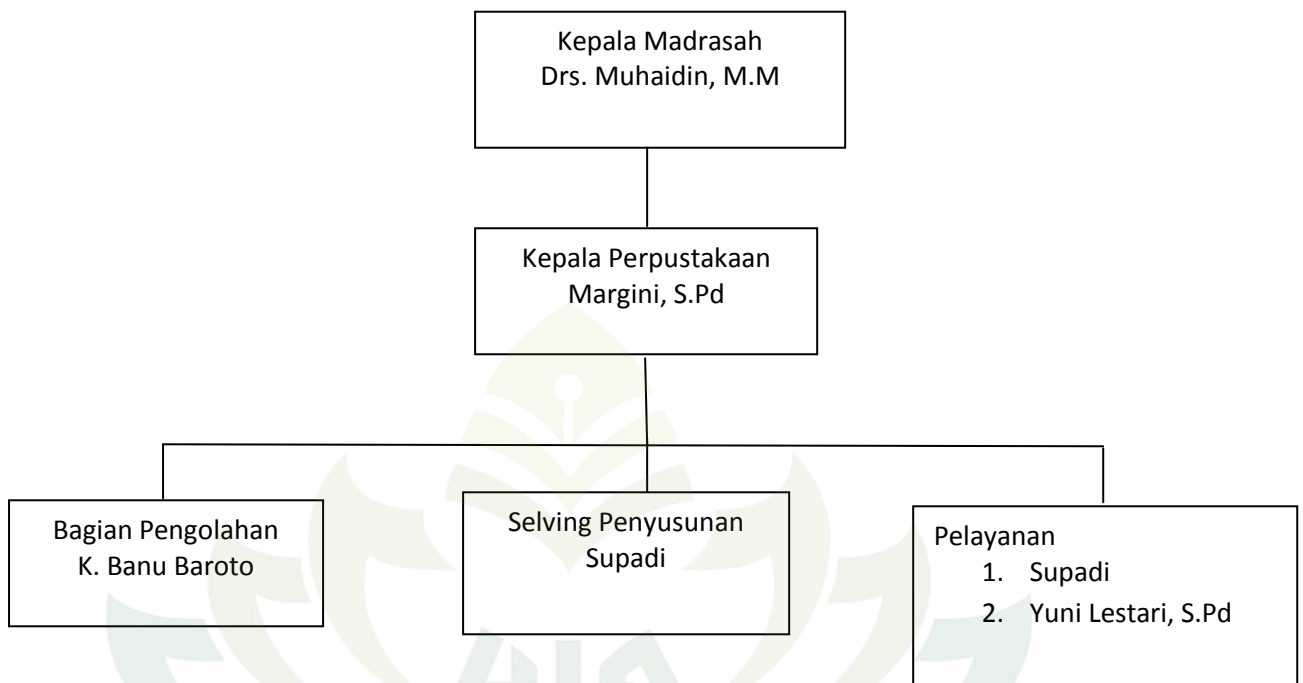 Kepala Madrasah
Drs. Muhaidin, M.M
Kepala Perpustakaan
Margini, S.Pd
Bagian Pengolahan
K. Banu Baroto
Selving Penyusunan
Supadi
Pelayanan
1. Supadi
2. Yuni Lestari, S.Pd